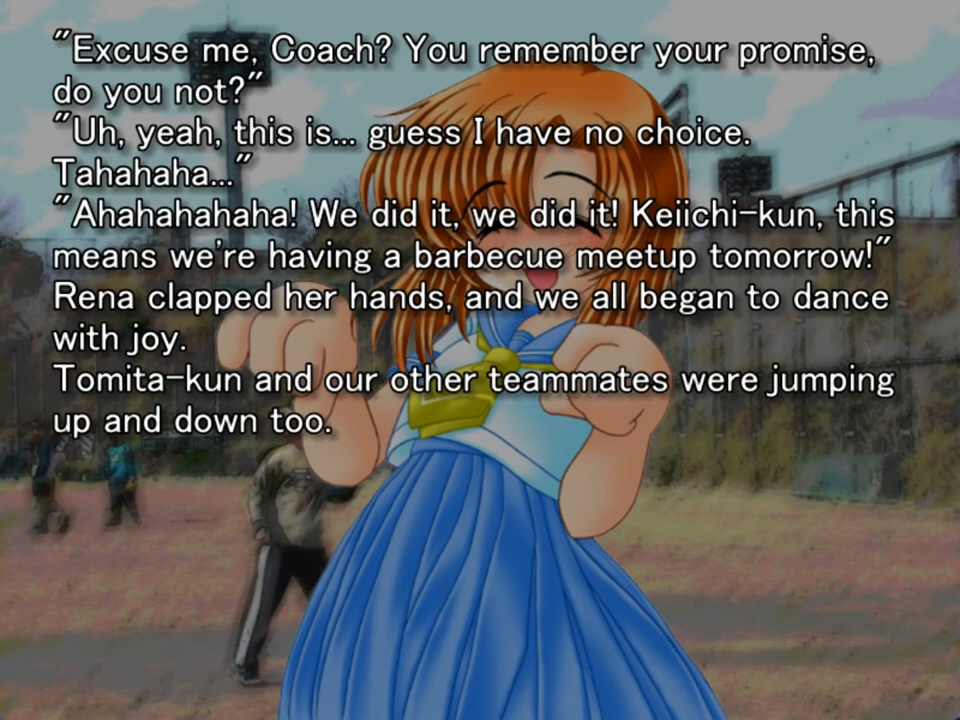 "Excuse me, Coach? You remember your promise,
do you not?"
"Uh, yeah, this is... guess I have no choice.
Tahahaha..."
"Ahahahahaha! We did it, we did it! Keiichi-kun, this
means we're having a barbecue meetup tomorrow!"
Rena clapped her hands, and we all began to dance
with joy.
Tomita-kun and our other teammates were jumping
up and down too.